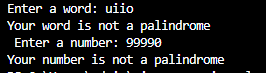 Enter a word: uiio
Your word is not a palindrome
Enter a number: 99990
Your number is not a palindrome